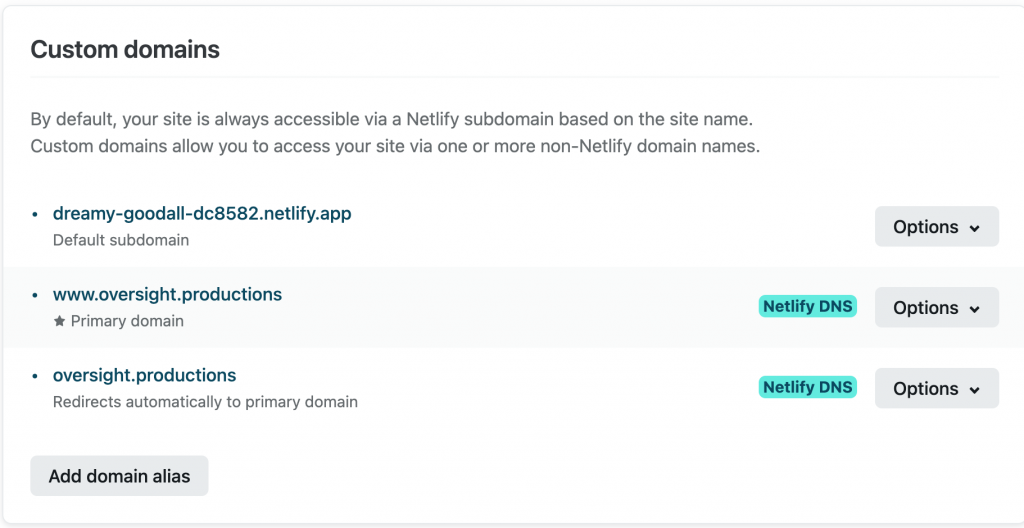 Custom domains
By default, your site is always accessible via a Netlify subdomain based on the site name.
Custom domains allow you to access your site via one or more non-Netlify domain names.
• dreamy-goodall-dc8582.netlify.app
Default subdomain
Options
• www.oversight.productions
★ Primary domain
Netlify DNS
Options
• oversight.productions
Redirects automatically to primary domain
Netlify DNS
Options
Add domain alias